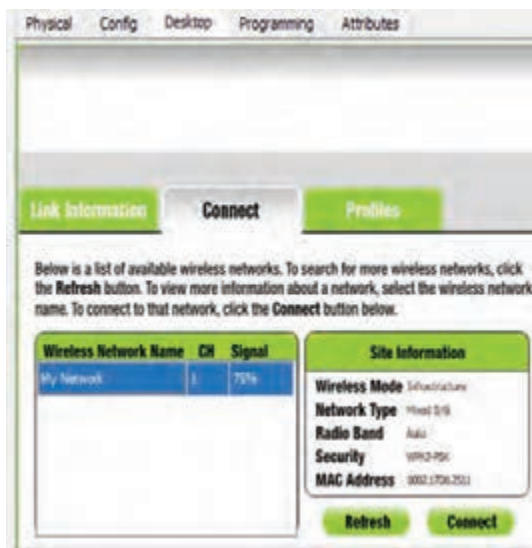 Physical Config Desktop Programming Attributes
Link Information Connect Profiles
Below is a list of available wireless networks. To search for more wireless networks, click
the Refresh button. To view more information about a network, select the wireless network
name. To connect to that network, click the Connect button below.
Wireless Network Name CH Signal
My Network 1 75%
Site Information
Wireless Mode Infrastructure
Network Type Mixed B/G
Radio Band Auto
Security WPA2-PSK
MAC Address
Refresh Connect